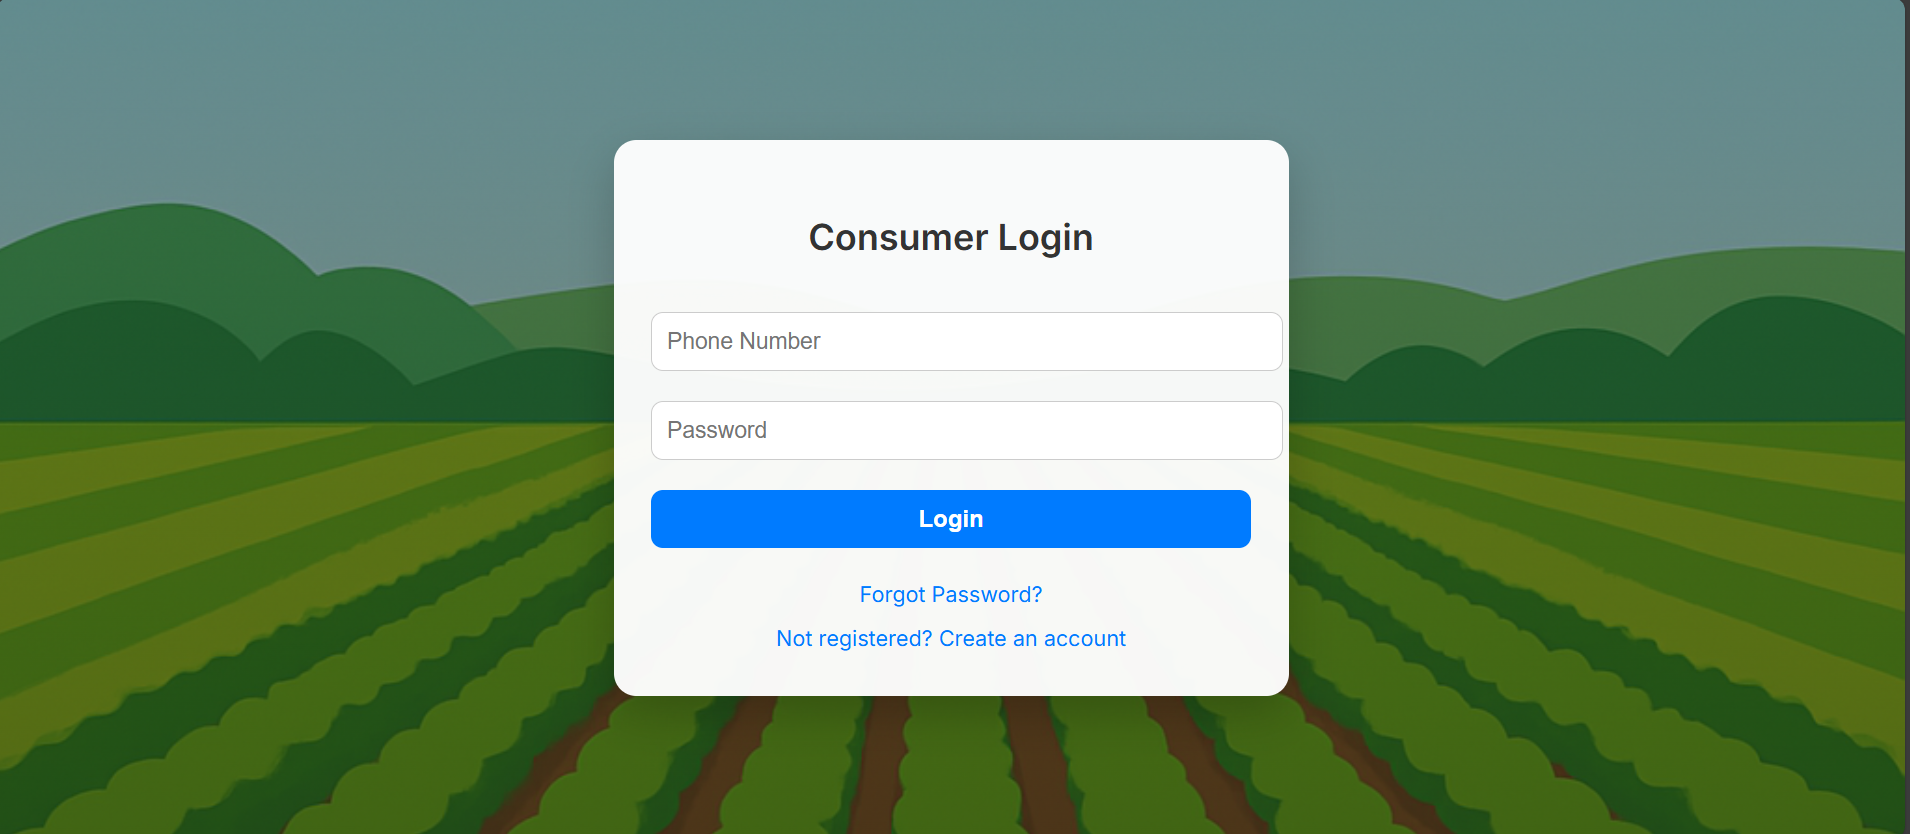 Consumer Login
Phone Number
Password
Login
Forgot Password?
Not registered? Create an account